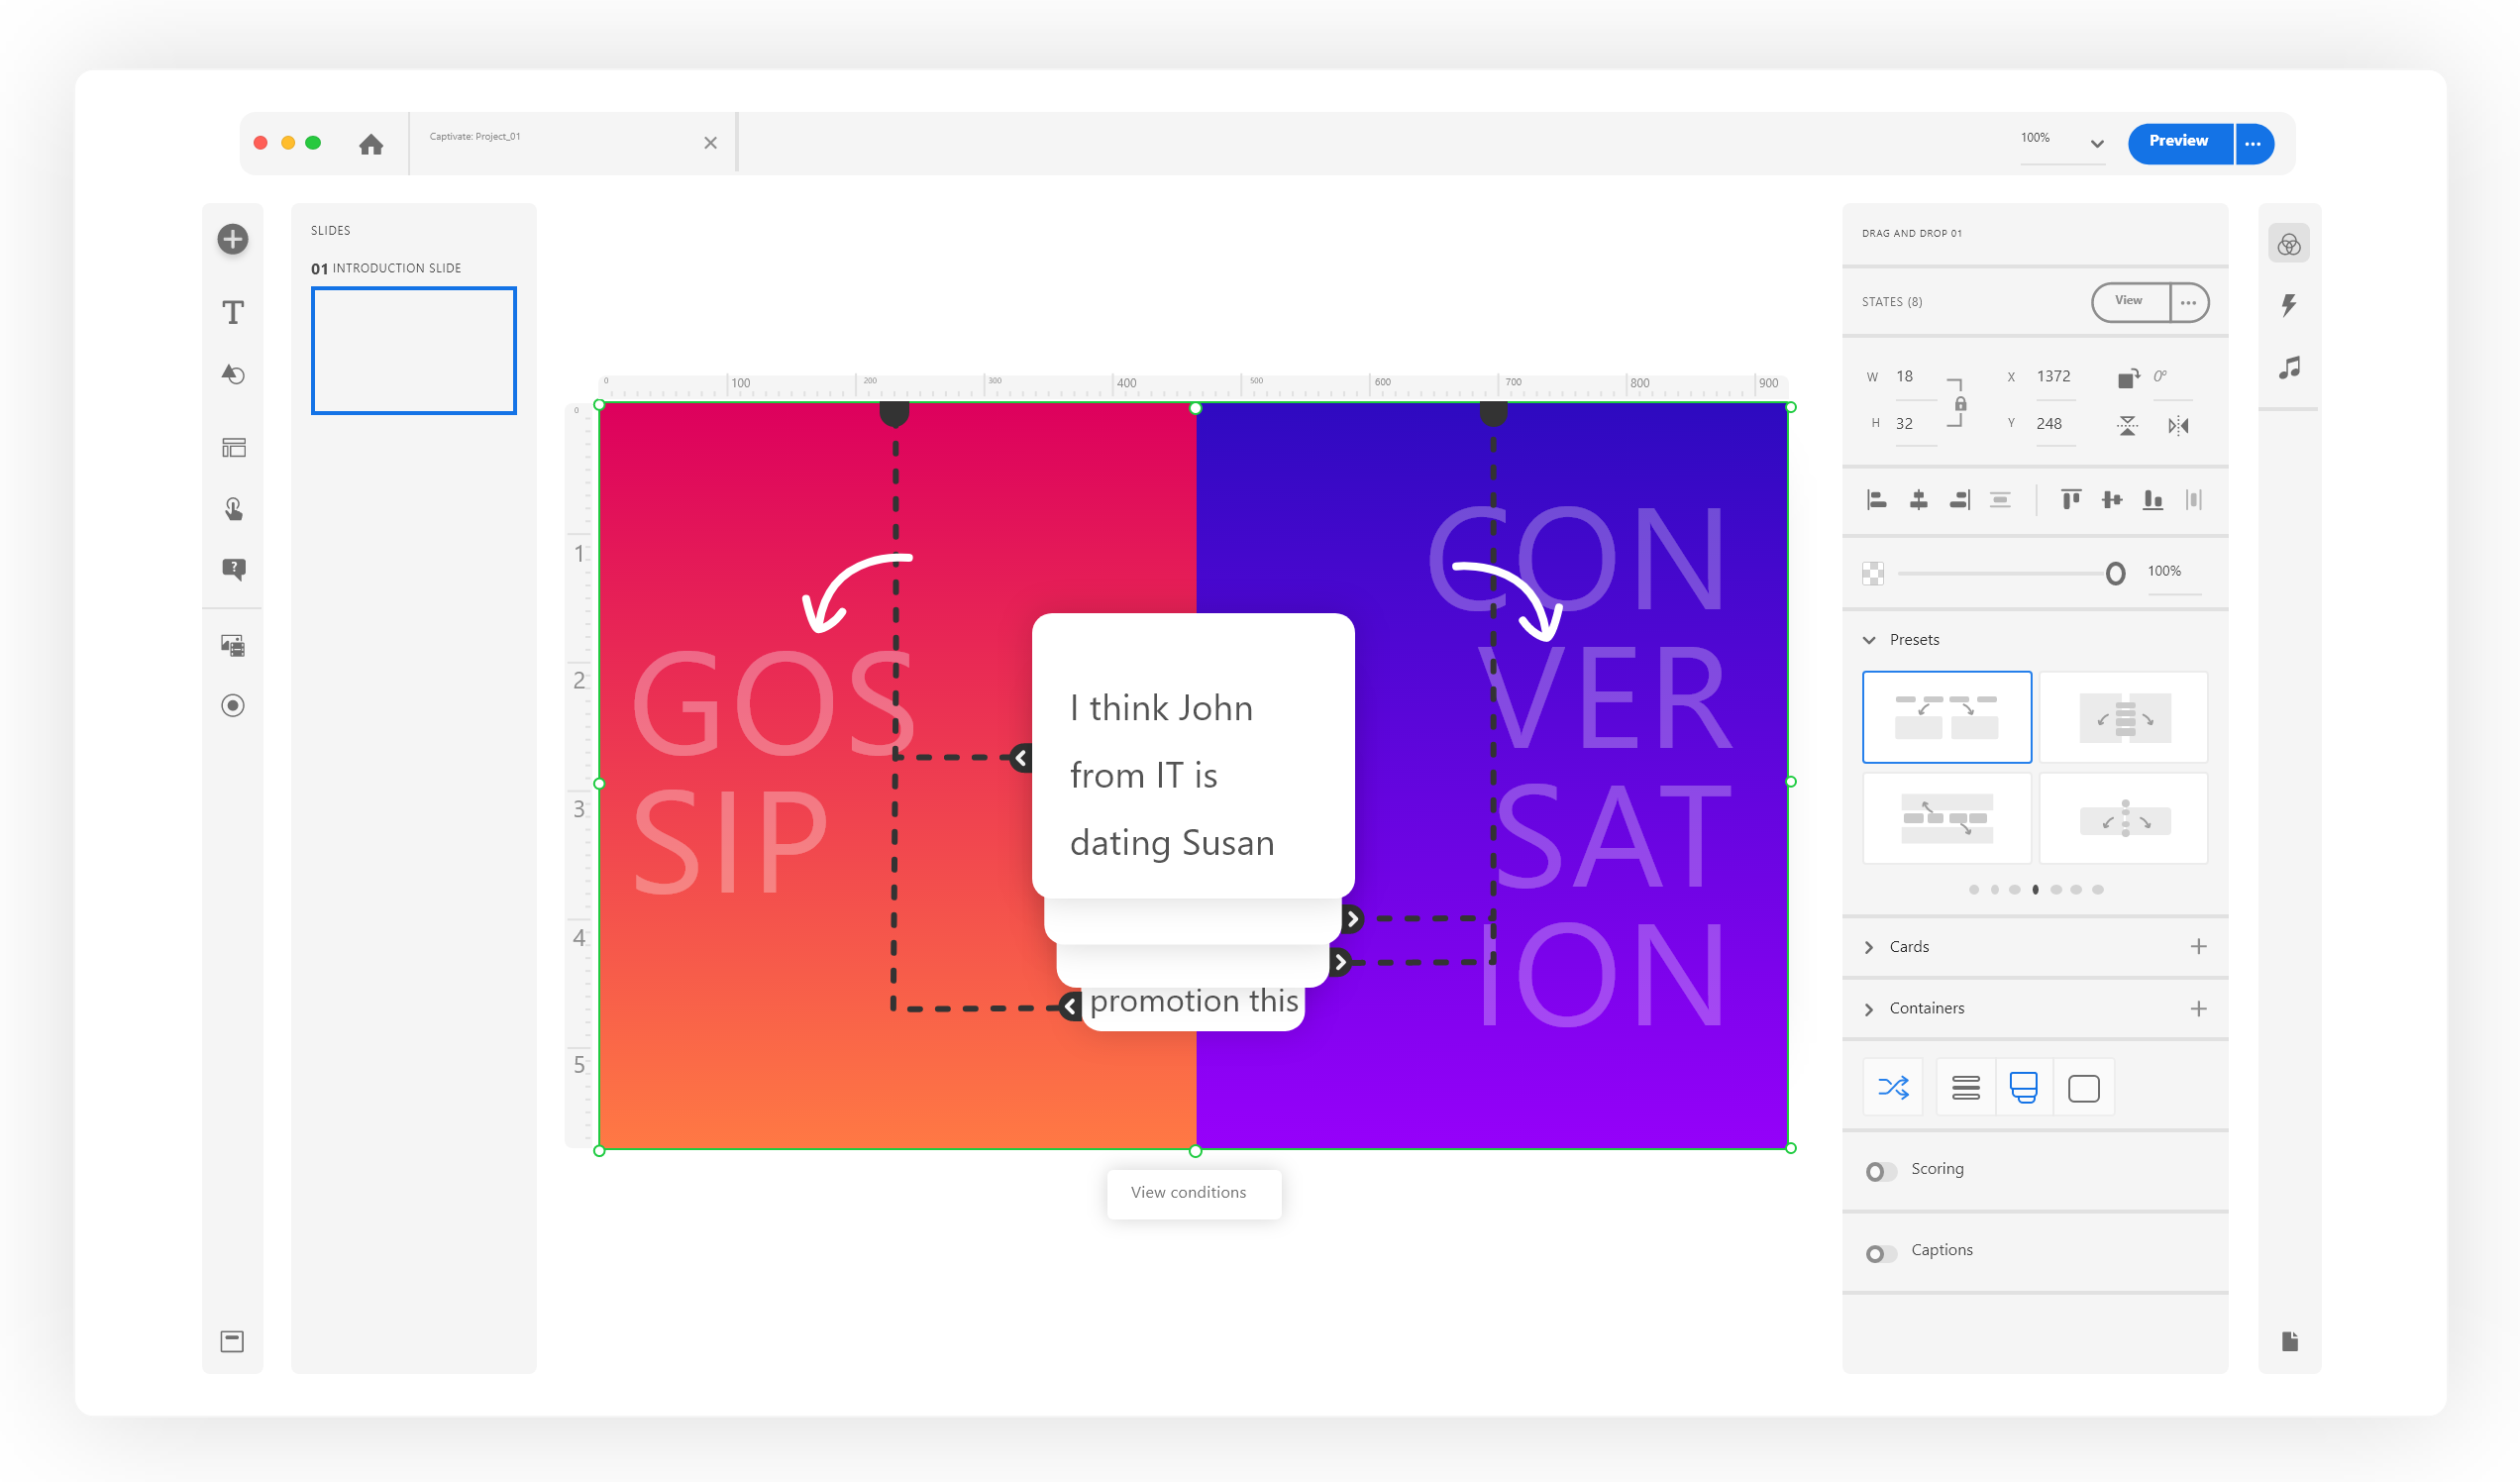 Captivate: Project_01
100%
Preview
SLIDES
01 INTRODUCTION SLIDE
0
100
200
300
400
500
600
700
800
900
0
1
2
3
4
5
GOS
SIP
CON
VER
SAT
ION
I think John
from IT is
dating Susan
promotion this
View conditions
DRAG AND DROP 01
STATES (8)
View
W 18
X 1372
0°
H 32
Y 248
100%
Presets
Cards
Containers
Scoring
Captions